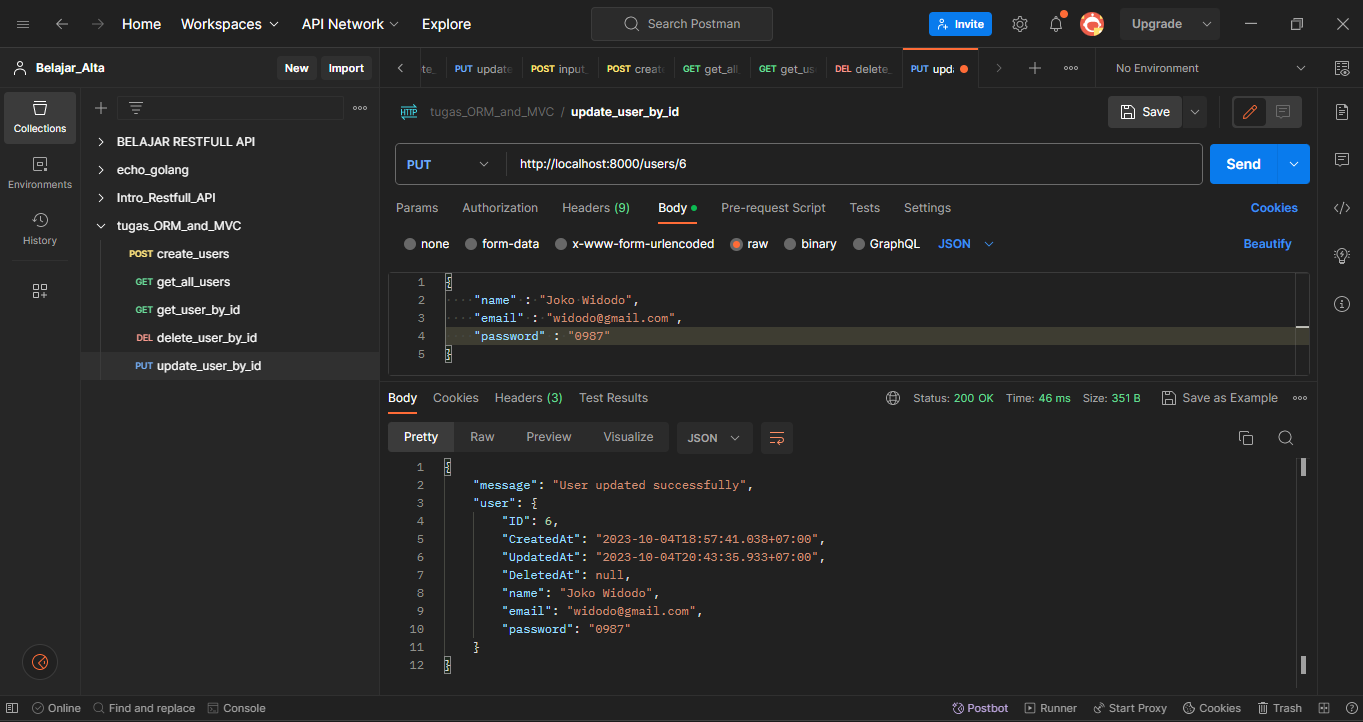 Home Workspaces API Network Explore Search Postman Invite Upgrade
Belajar_Alta New Import
PUT update POST input_ POST creat GET get_all GET get_us DEL delete_ PUT upd No Environment
Collections
Environments
History
BELAJAR RESTFULL API
echo_golang
Intro_Restfull_API
tugas_ORM_and_MVC
POST create_users
GET get_all_users
GET get_user_by_id
DEL delete_user_by_id
PUT update_user_by_id
HTTP tugas_ORM_and_MVC / update_user_by_id Save
PUT http://localhost:8000/users/6 Send
Params Authorization Headers (9) Body Pre-request Script Tests Settings Cookies
none form-data x-www-form-urlencoded raw binary GraphQL JSON Beautify
1 {
2 "name" : "Joko Widodo",
3 "email" : "widodo@gmail.com",
4 "password" : "0987"
5 }
Body Cookies Headers (3) Test Results Status: 200 OK Time: 46 ms Size: 351 B Save as Example
Pretty Raw Preview Visualize JSON
1 {
2 "message": "User updated successfully",
3 "user": {
4 "ID": 6,
5 "CreatedAt": "2023-10-04T18:57:41.038+07:00",
6 "UpdatedAt": "2023-10-04T20:43:35.933+07:00",
7 "DeletedAt": null,
8 "name": "Joko Widodo",
9 "email": "widodo@gmail.com",
10 "password": "0987"
11 }
12 }
Online Find and replace Console Postbot Runner Start Proxy Cookies Trash